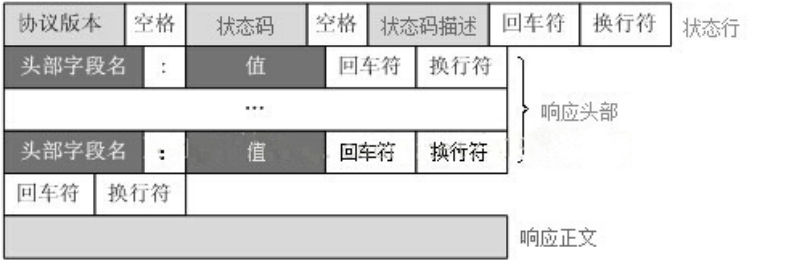 协议版本 空格 状态码 空格 状态码描述 回车符 换行符 状态行
头部字段名 : 值 回车符 换行符
... 响应头部
头部字段名 : 值 回车符 换行符
回车符 换行符
响应正文